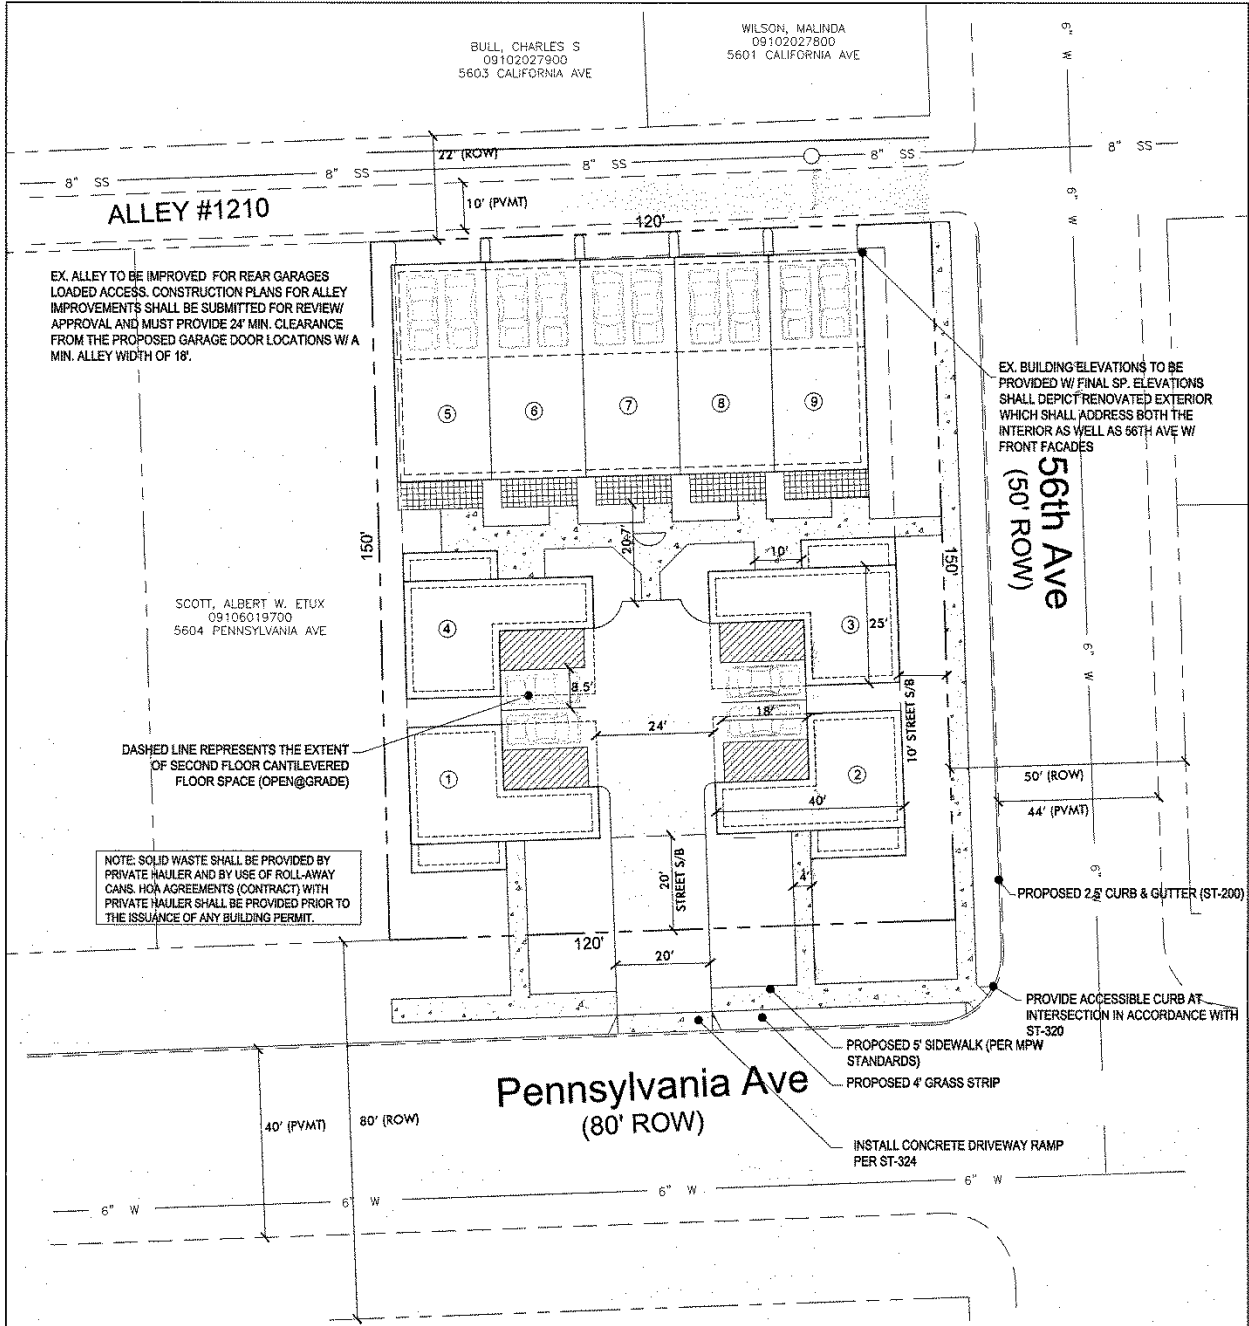 BULL, CHARLES S
09102027900
5603 CALIFORNIA AVE
WILSON, MALINDA
09102027800
5601 CALIFORNIA AVE
6" W
22' (ROW)
8" SS
8" SS
8" SS
8" SS
8" SS
ALLEY #1210
10' (PVMT)
120'
6" W
EX. ALLEY TO BE IMPROVED FOR REAR GARAGES
LOADED ACCESS. CONSTRUCTION PLANS FOR ALLEY
IMPROVEMENTS SHALL BE SUBMITTED FOR REVIEW/
APPROVAL AND MUST PROVIDE 24' MIN. CLEARANCE
FROM THE PROPOSED GARAGE DOOR LOCATIONS W/ A
MIN. ALLEY WIDTH OF 18'.
EX. BUILDING ELEVATIONS TO BE
PROVIDED W/ FINAL SP. ELEVATIONS
SHALL DEPICT RENOVATED EXTERIOR
WHICH SHALL ADDRESS BOTH THE
INTERIOR AS WELL AS 56TH AVE W/
FRONT FACADES
5
6
7
8
9
56th Ave
(50' ROW)
150'
20.7'
10'
150'
SCOTT, ALBERT W. ETUX
09106019700
5604 PENNSYLVANIA AVE
4
3
25'
6" W
8.5'
18'
24'
10' STREET S/B
DASHED LINE REPRESENTS THE EXTENT
OF SECOND FLOOR CANTILEVERED
FLOOR SPACE (OPEN@GRADE)
1
2
40'
50' (ROW)
44' (PVMT)
NOTE: SOLID WASTE SHALL BE PROVIDED BY
PRIVATE HAULER AND BY USE OF ROLL-AWAY
CANS. HOA AGREEMENTS (CONTRACT) WITH
PRIVATE HAULER SHALL BE PROVIDED PRIOR TO
THE ISSUANCE OF ANY BUILDING PERMIT.
20'
STREET S/B
4'
6" W
PROPOSED 2.5' CURB & GUTTER (ST-200)
120'
20'
PROVIDE ACCESSIBLE CURB AT
INTERSECTION IN ACCORDANCE WITH
ST-320
PROPOSED 5' SIDEWALK (PER MPW
STANDARDS)
PROPOSED 4' GRASS STRIP
Pennsylvania Ave
(80' ROW)
40' (PVMT)
80' (ROW)
INSTALL CONCRETE DRIVEWAY RAMP
PER ST-324
6" W
6" W
6" W
6" W